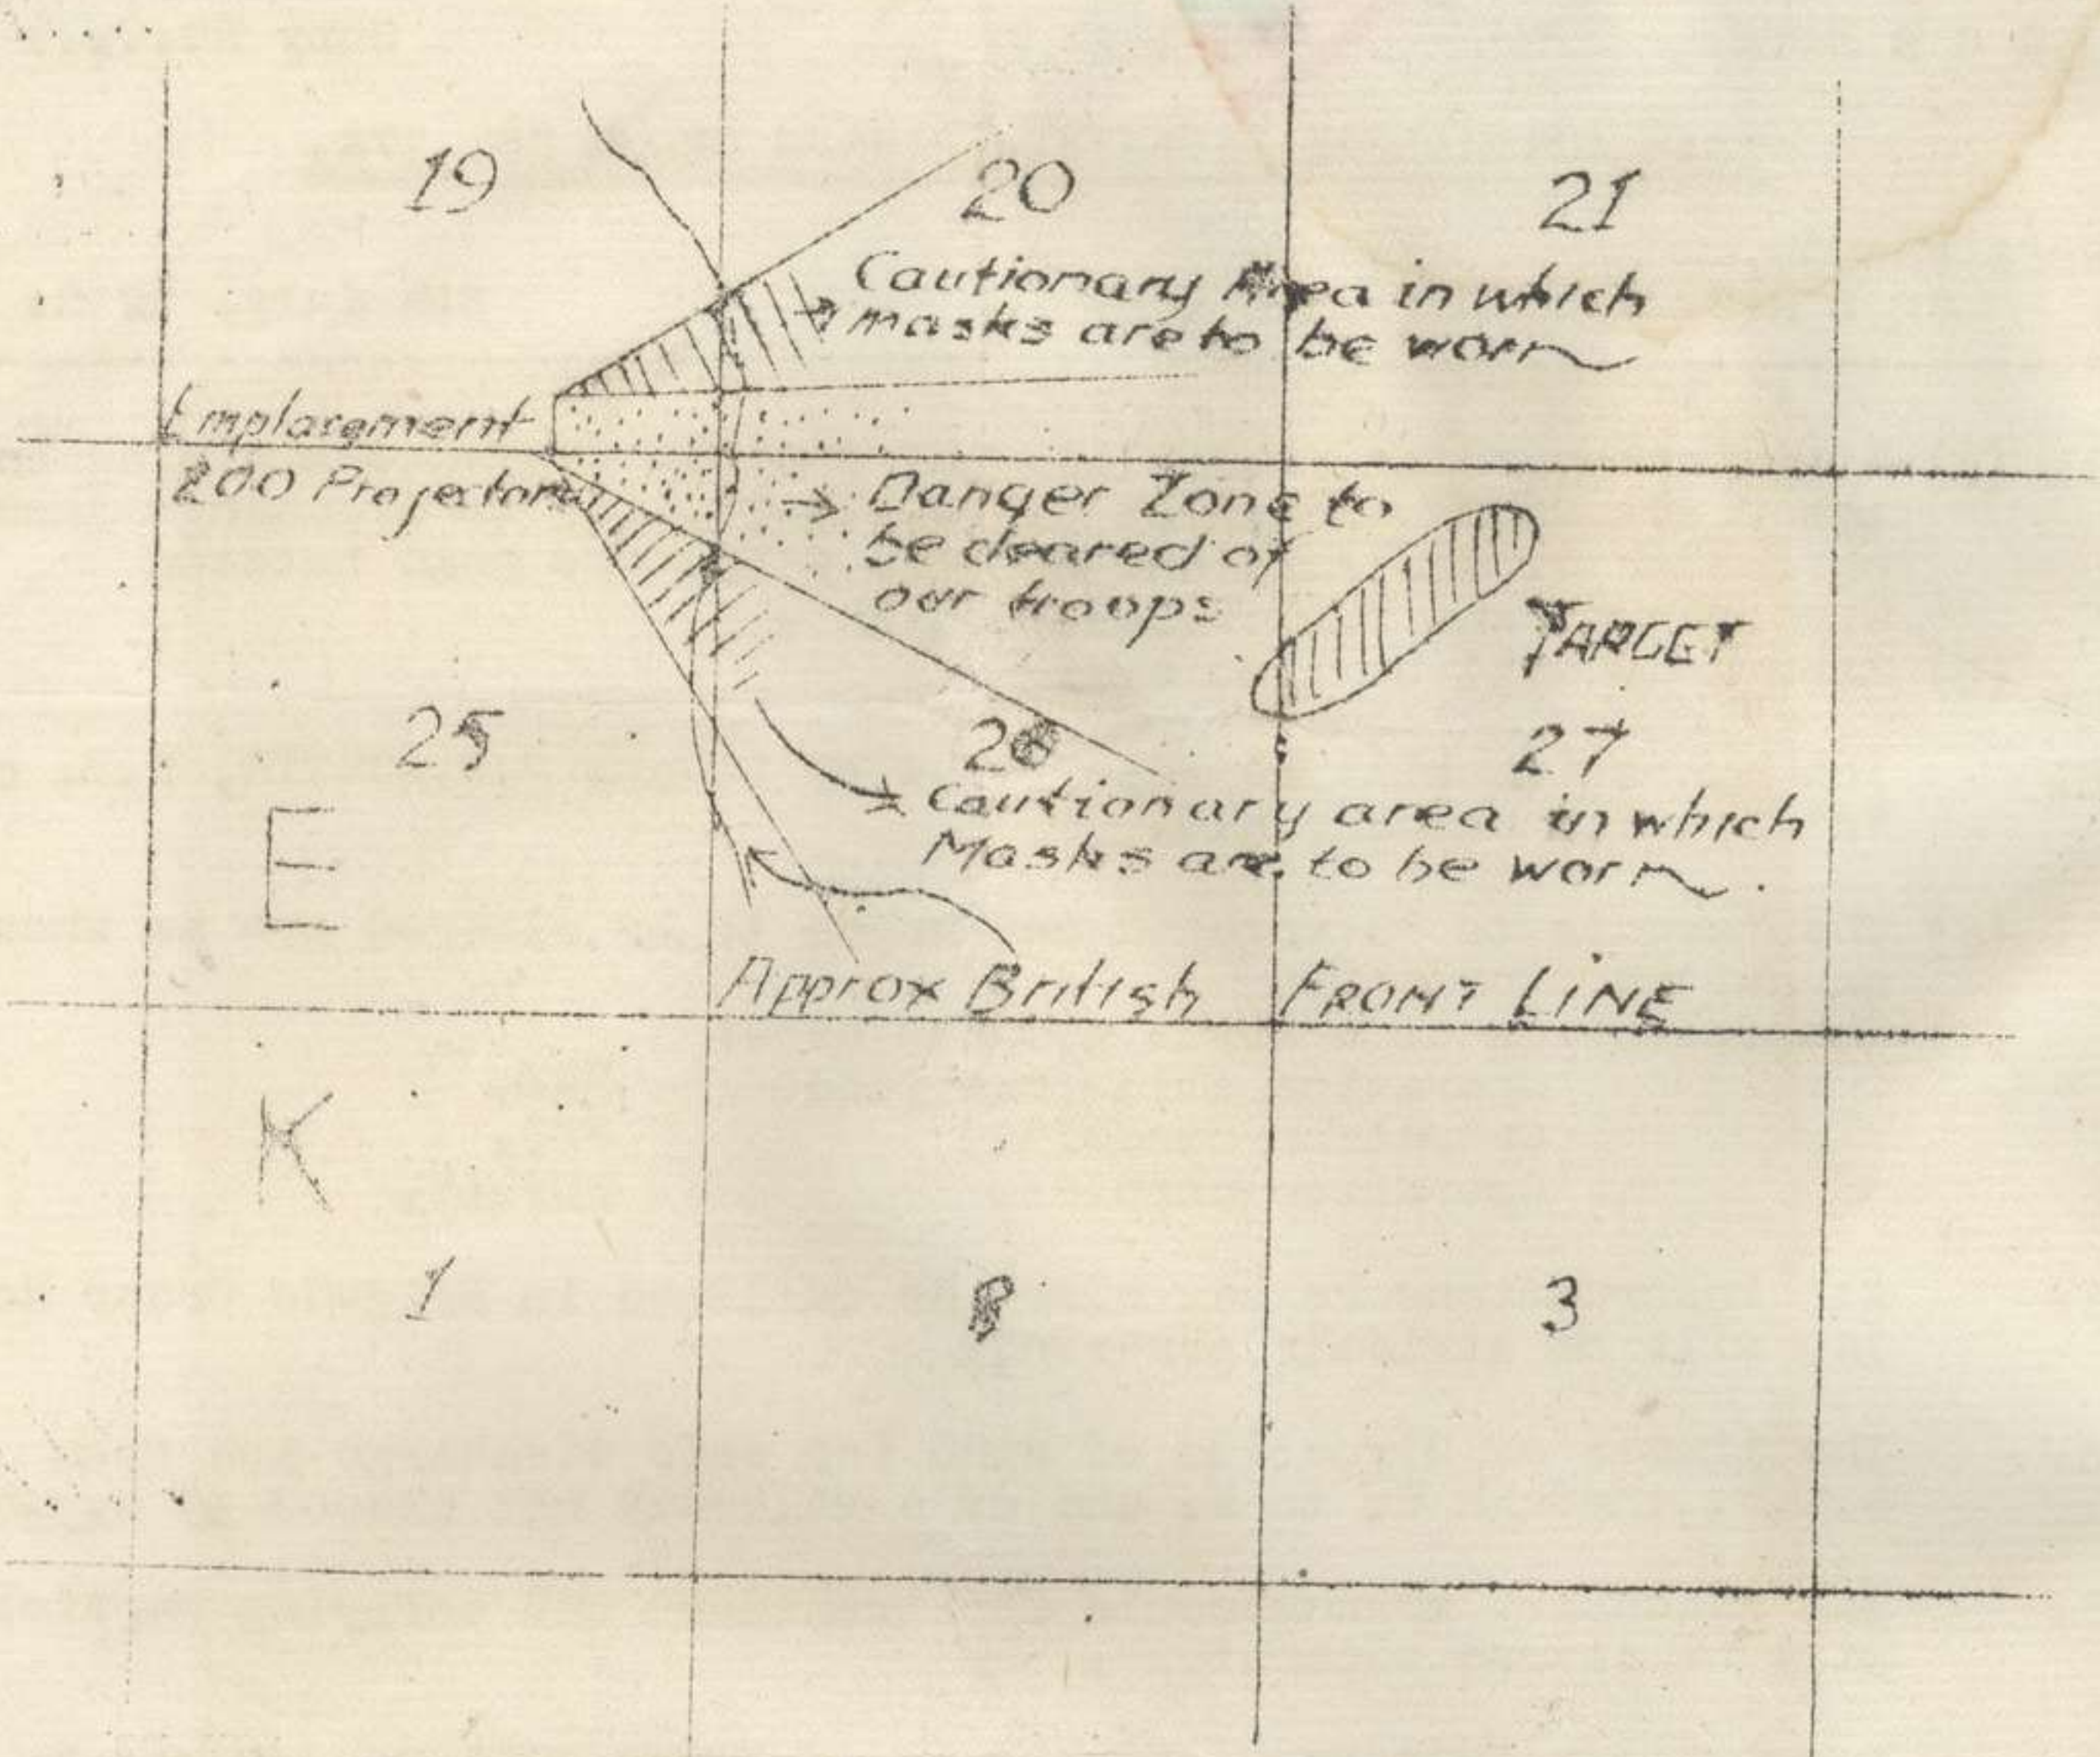 19
20
21
Cautionary Area in which
masks are to be worn
Emplacement
200 Projectors
Danger Zone to
be cleared of
our troops
TARGET
25
26
27
Cautionary area in which
Masks are to be worn.
E
Approx British FRONT LINE
K
1
3